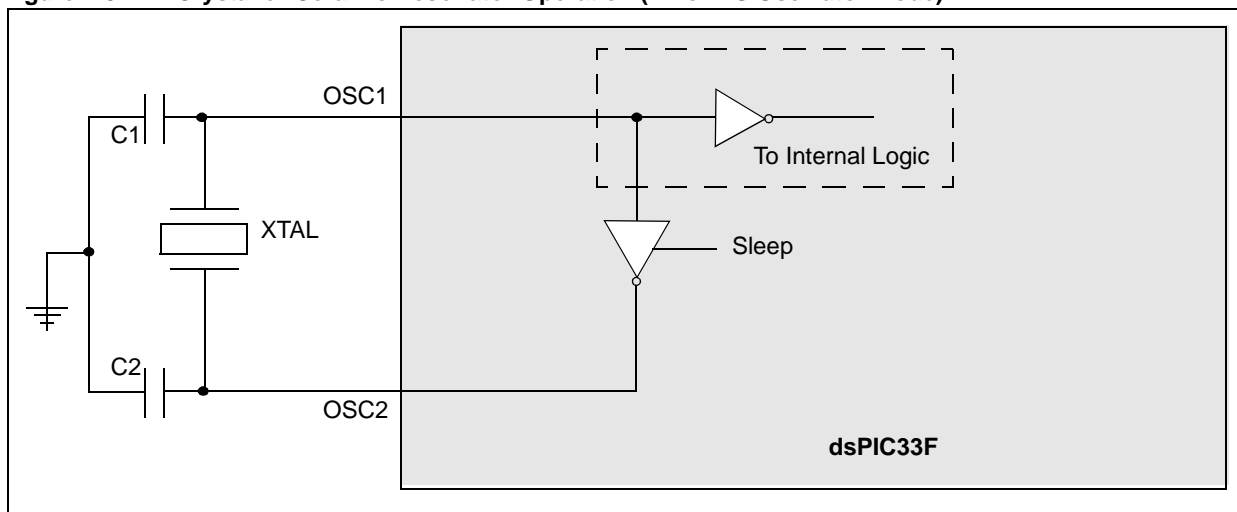 OSC1
C1
To Internal Logic
XTAL
Sleep
C2
OSC2
dsPIC33F